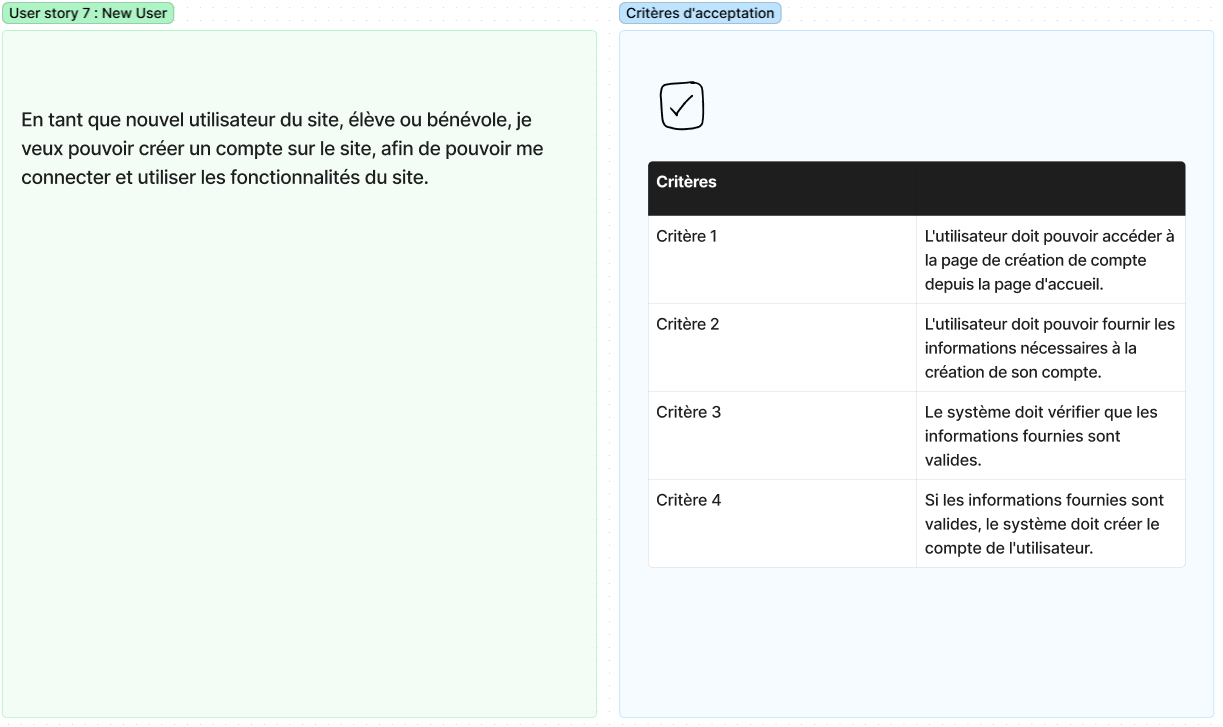 User story 7 : New User
En tant que nouvel utilisateur du site, élève ou bénévole, je
veux pouvoir créer un compte sur le site, afin de pouvoir me
connecter et utiliser les fonctionnalités du site.
Critères d'acceptation
Critères
Critère 1
L'utilisateur doit pouvoir accéder à
la page de création de compte
depuis la page d'accueil.
Critère 2
L'utilisateur doit pouvoir fournir les
informations nécessaires à la
création de son compte.
Critère 3
Le système doit vérifier que les
informations fournies sont
valides.
Critère 4
Si les informations fournies sont
valides, le système doit créer le
compte de l'utilisateur.